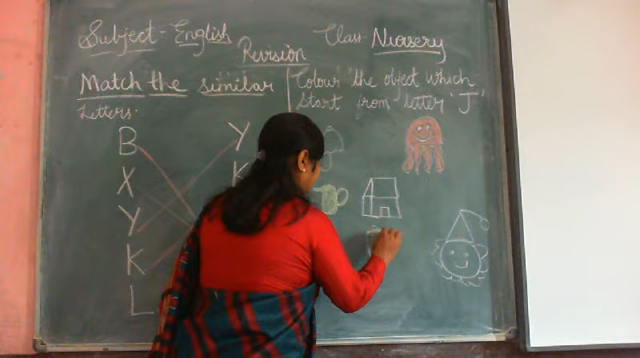 Subject - English Class Nursery
Revision
Match the similar
Letters.
Colour the object which
Start from letter 'J'
B Y
X K
Y
K
L